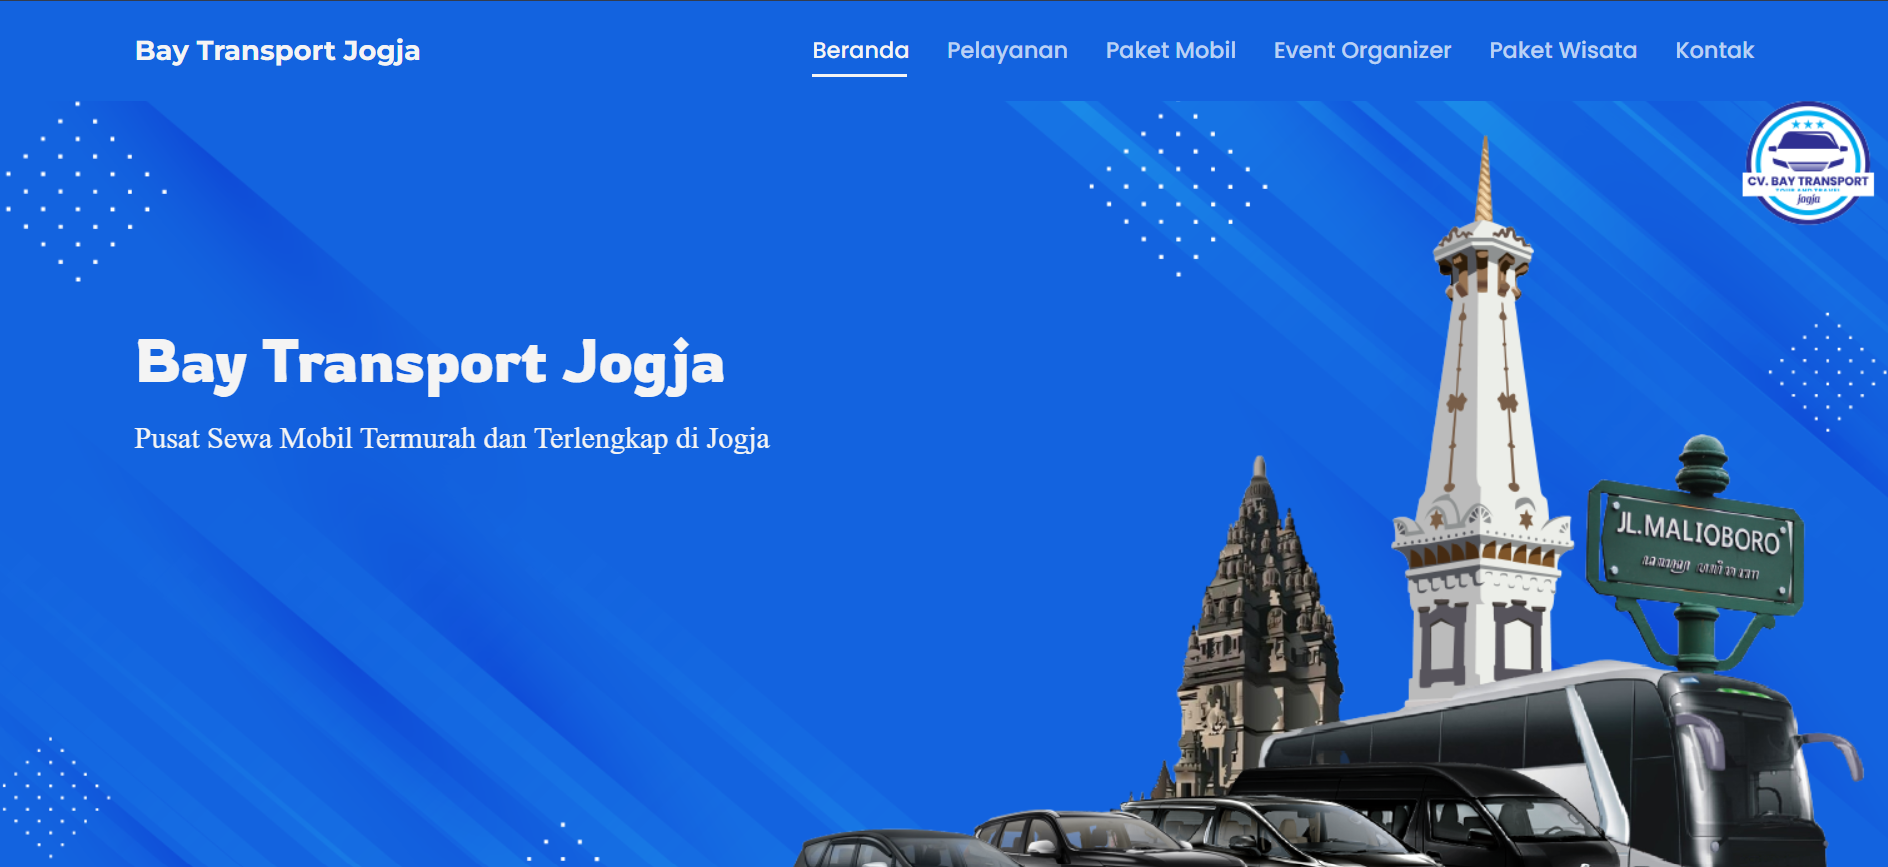 Bay Transport Jogja
Beranda Pelayanan Paket Mobil Event Organizer Paket Wisata Kontak
CV. BAY TRANSPORT
jogja
Bay Transport Jogja
Pusat Sewa Mobil Termurah dan Terlengkap di Jogja
JL.MALIOBORO